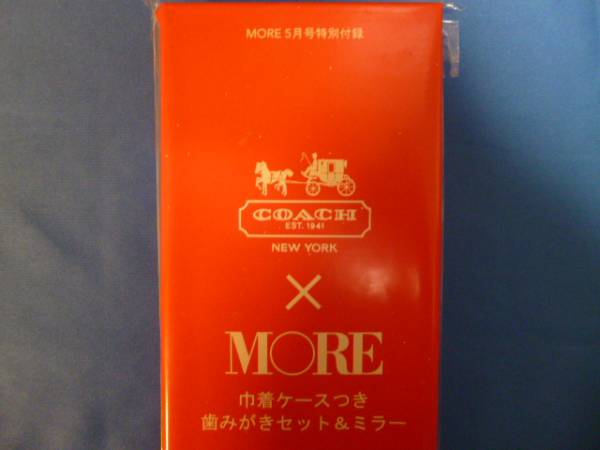 MORE 5月号特別付録
COACH
EST. 1941
NEW YORK
×
MORE
巾着ケースつき
歯みがきセット&ミラー